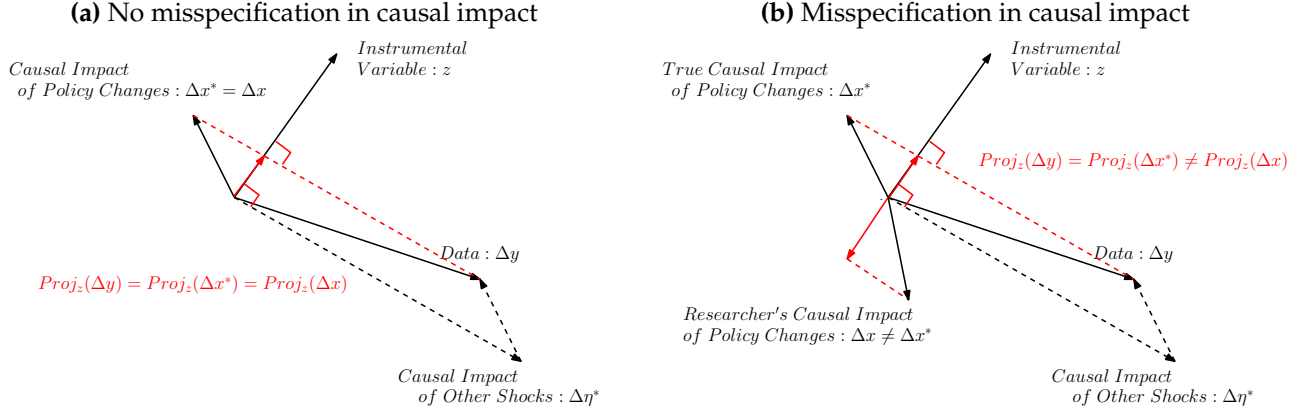 (a) No misspecification in causal impact
Instrumental
Variable : z
Causal Impact
of Policy Changes : Δx* = Δx
Data : Δy
Proj_z(Δy) = Proj_z(Δx*) = Proj_z(Δx)
Causal Impact
of Other Shocks : Δη*
(b) Misspecification in causal impact
Instrumental
Variable : z
True Causal Impact
of Policy Changes : Δx*
Proj_z(Δy) = Proj_z(Δx*) ≠ Proj_z(Δx)
Data : Δy
Researcher's Causal Impact
of Policy Changes : Δx ≠ Δx*
Causal Impact
of Other Shocks : Δη*